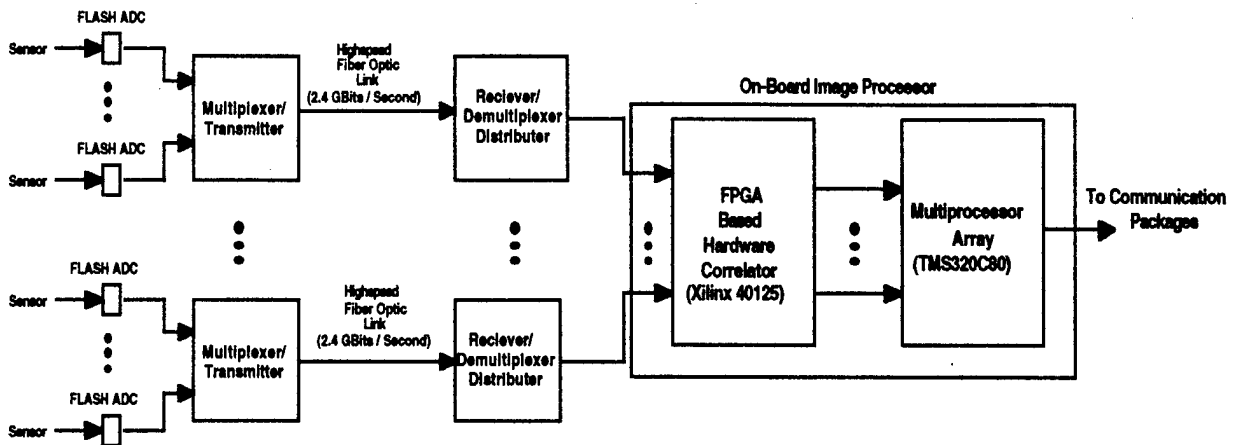 FLASH ADC
Sensor
Multiplexer/
Transmitter
FLASH ADC
Sensor
Highspeed
Fiber Optic
Link
(2.4 GBits / Second)
Reciever/
Demultiplexer
Distributer
On-Board Image Processor
FPGA
Based
Hardware
Correlator
(Xilinx 40125)
Multiprocessor
Array
(TMS320C80)
To Communication
Packages
FLASH ADC
Sensor
Multiplexer/
Transmitter
FLASH ADC
Sensor
Highspeed
Fiber Optic
Link
(2.4 GBits / Second)
Reciever/
Demultiplexer
Distributer